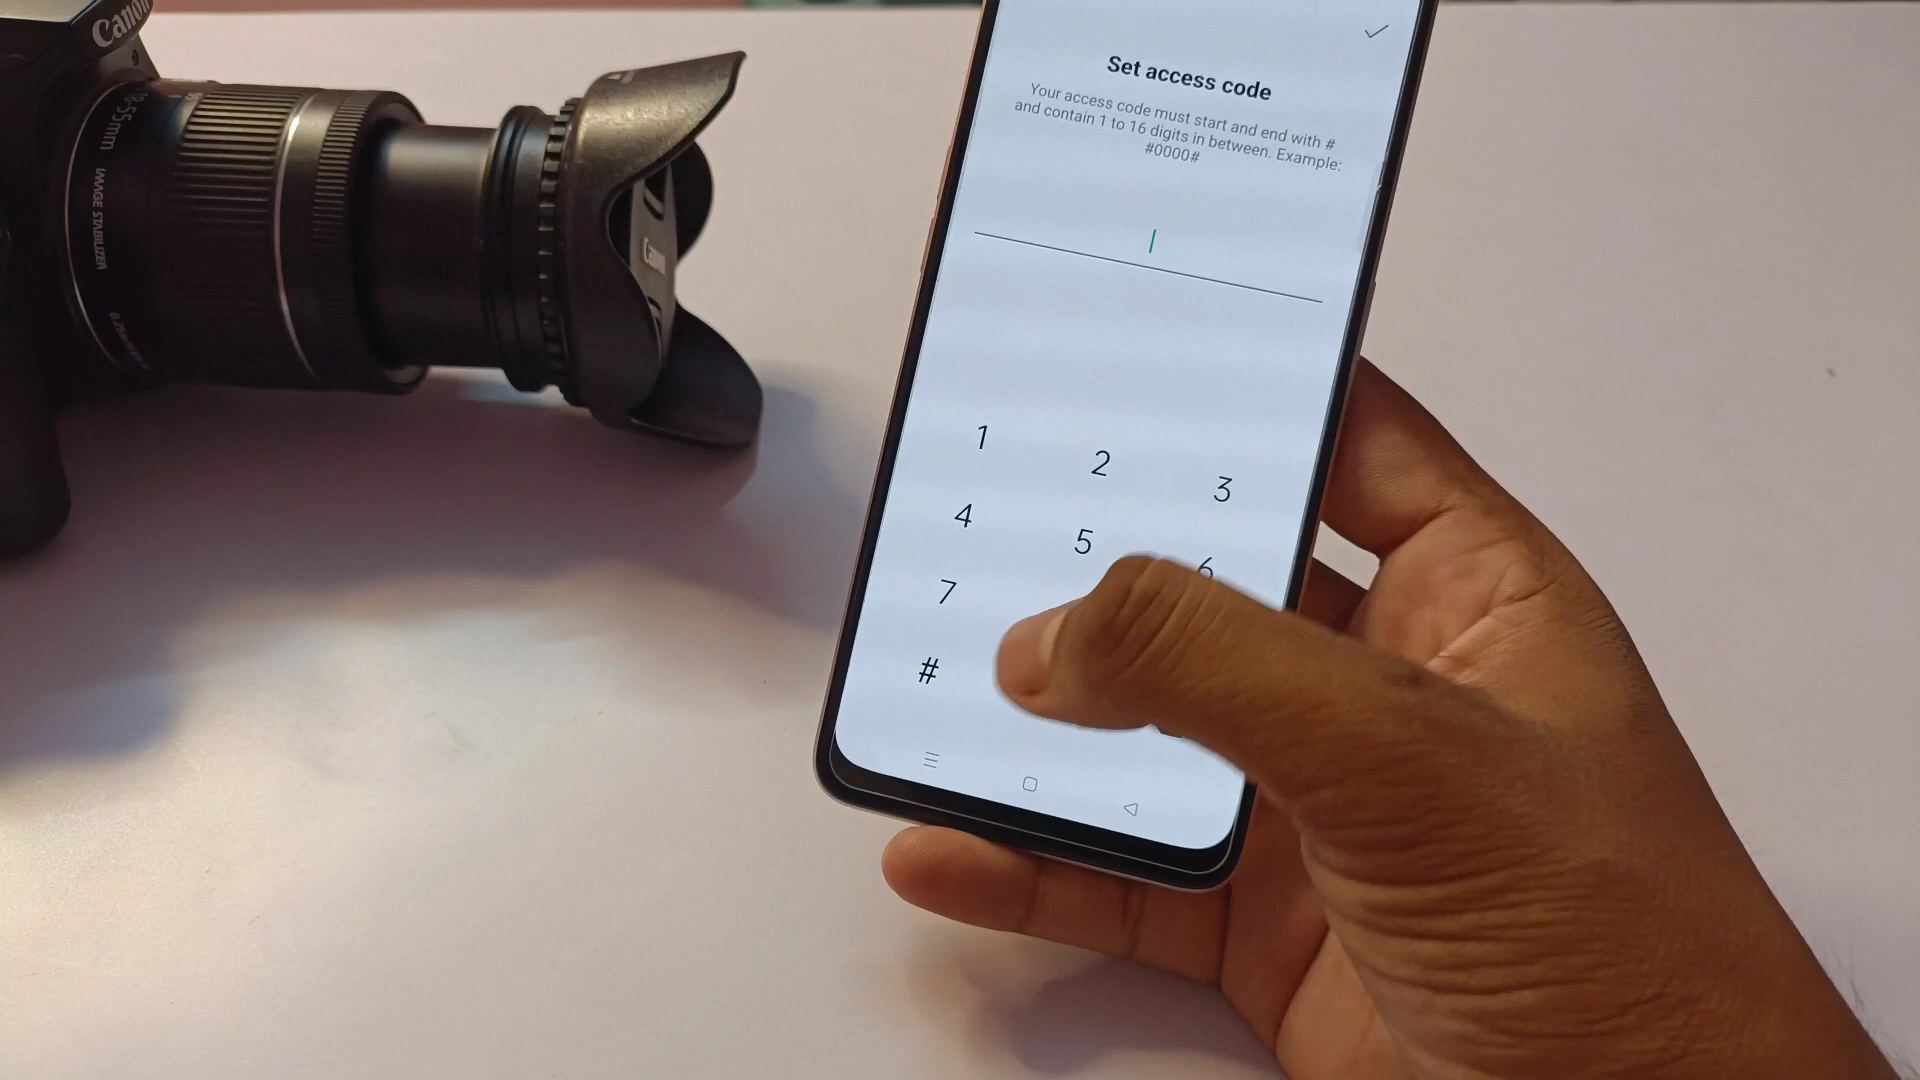 Canon
18-55mm
IMAGE STABILIZER
Canon
Set access code
Your access code must start and end with #
and contain 1 to 16 digits in between. Example:
#0000#
1
2
3
4
5
6
7
#